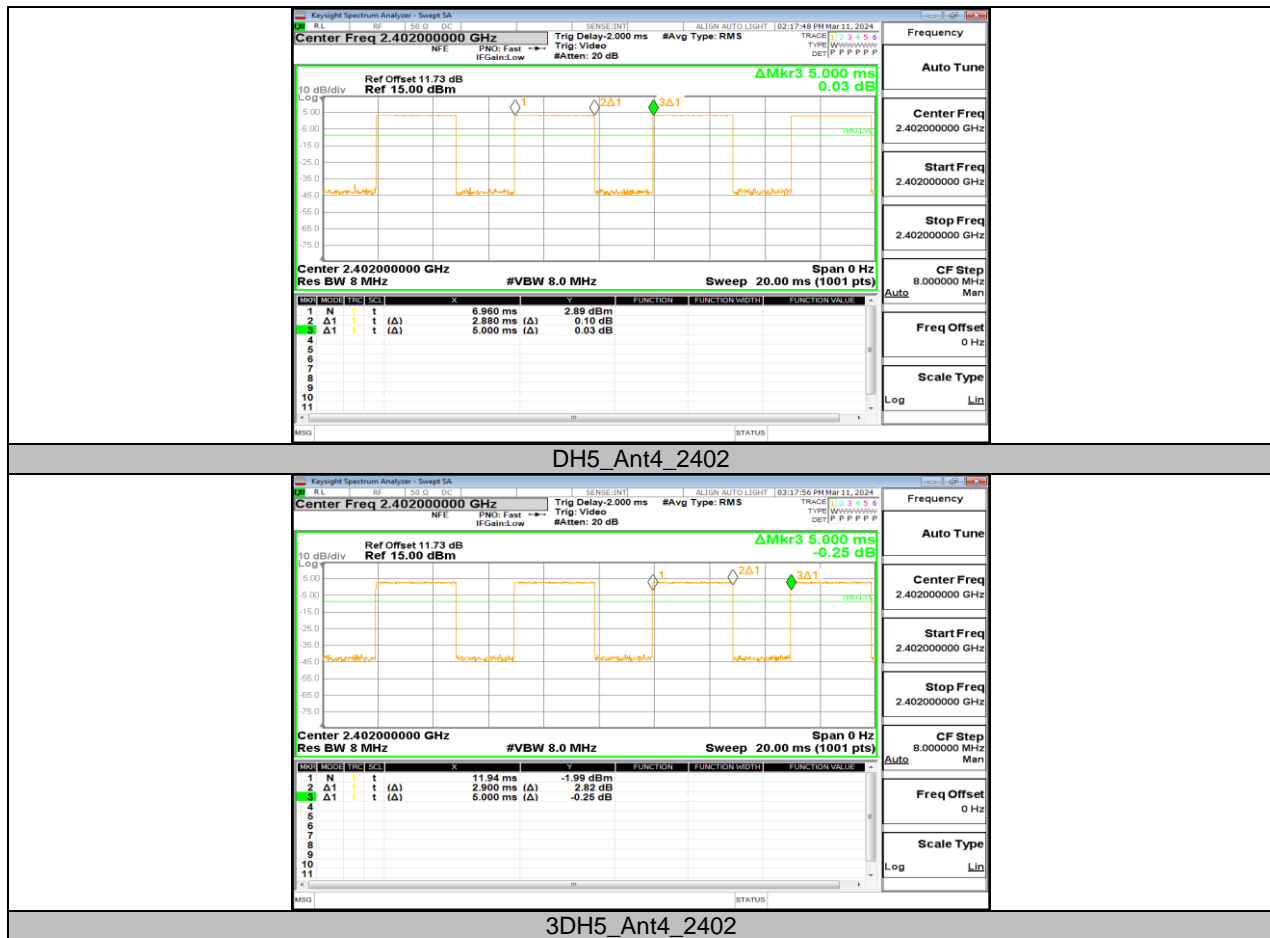 Keysight Spectrum Analyzer - Swept SA
RL RF 50 Ω DC SENSE:INT ALIGN AUTO LIGHT 02:17:48 PM Mar 11, 2024
Center Freq 2.402000000 GHz
NFE PNO: Fast IFGain:Low
Trig Delay-2.000 ms #Avg Type: RMS
Trig: Video
#Atten: 20 dB
TRACE 1 2 3 4 5 6
TYPE WWWWWWW
DET P P P P P P
Frequency
Auto Tune
Center Freq
2.402000000 GHz
Start Freq
2.402000000 GHz
Stop Freq
2.402000000 GHz
CF Step
8.000000 MHz
Auto Man
Freq Offset
0 Hz
Scale Type
Log Lin
ΔMkr3 5.000 ms
0.03 dB
Ref Offset 11.73 dB
10 dB/div Ref 15.00 dBm
Log
1 2Δ1 3Δ1
5.00
-5.00
TRIG LVL
-15.0
-25.0
-35.0
-45.0
-55.0
-65.0
-75.0
Center 2.402000000 GHz Span 0 Hz
Res BW 8 MHz #VBW 8.0 MHz Sweep 20.00 ms (1001 pts)
MKR MODE TRC SCL X Y FUNCTION FUNCTION WIDTH FUNCTION VALUE
1 N 1 t 6.960 ms 2.89 dBm
2 Δ1 1 t (Δ) 2.880 ms (Δ) 0.10 dB
3 Δ1 1 t (Δ) 5.000 ms (Δ) 0.03 dB
4
5
6
7
8
9
10
11
MSG STATUS
DH5_Ant4_2402
Keysight Spectrum Analyzer - Swept SA
RL RF 50 Ω DC SENSE:INT ALIGN AUTO LIGHT 03:17:56 PM Mar 11, 2024
Center Freq 2.402000000 GHz
NFE PNO: Fast IFGain:Low
Trig Delay-2.000 ms #Avg Type: RMS
Trig: Video
#Atten: 20 dB
TRACE 1 2 3 4 5 6
TYPE WWWWWWW
DET P P P P P P
Frequency
Auto Tune
Center Freq
2.402000000 GHz
Start Freq
2.402000000 GHz
Stop Freq
2.402000000 GHz
CF Step
8.000000 MHz
Auto Man
Freq Offset
0 Hz
Scale Type
Log Lin
ΔMkr3 5.000 ms
-0.25 dB
Ref Offset 11.73 dB
10 dB/div Ref 15.00 dBm
Log
1 2Δ1 3Δ1
5.00
-5.00
TRIG LVL
-15.0
-25.0
-35.0
-45.0
-55.0
-65.0
-75.0
Center 2.402000000 GHz Span 0 Hz
Res BW 8 MHz #VBW 8.0 MHz Sweep 20.00 ms (1001 pts)
MKR MODE TRC SCL X Y FUNCTION FUNCTION WIDTH FUNCTION VALUE
1 N 1 t 11.94 ms -1.99 dBm
2 Δ1 1 t (Δ) 2.900 ms (Δ) 2.82 dB
3 Δ1 1 t (Δ) 5.000 ms (Δ) -0.25 dB
4
5
6
7
8
9
10
11
MSG STATUS
3DH5_Ant4_2402